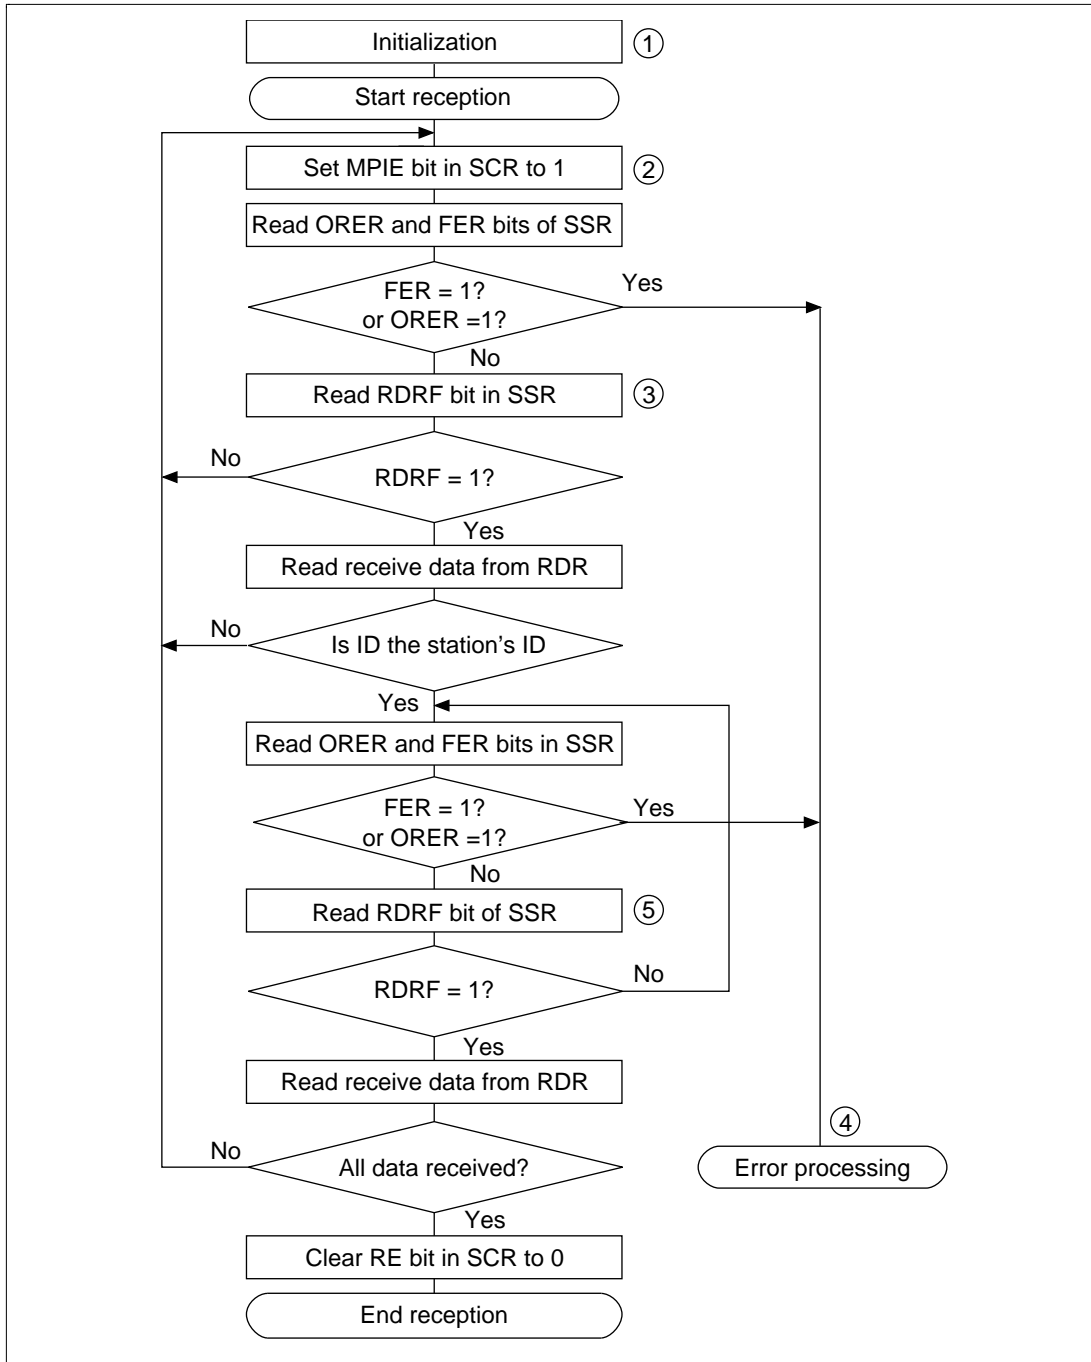 Initialization
①
Start reception
Set MPIE bit in SCR to 1
②
Read ORER and FER bits of SSR
FER = 1?
or ORER =1?
Yes
No
Read RDRF bit in SSR
③
No
RDRF = 1?
Yes
Read receive data from RDR
No
Is ID the station’s ID
Yes
Read ORER and FER bits in SSR
FER = 1?
or ORER =1?
Yes
No
Read RDRF bit of SSR
⑤
RDRF = 1?
No
Yes
Read receive data from RDR
④
No
All data received?
Error processing
Yes
Clear RE bit in SCR to 0
End reception